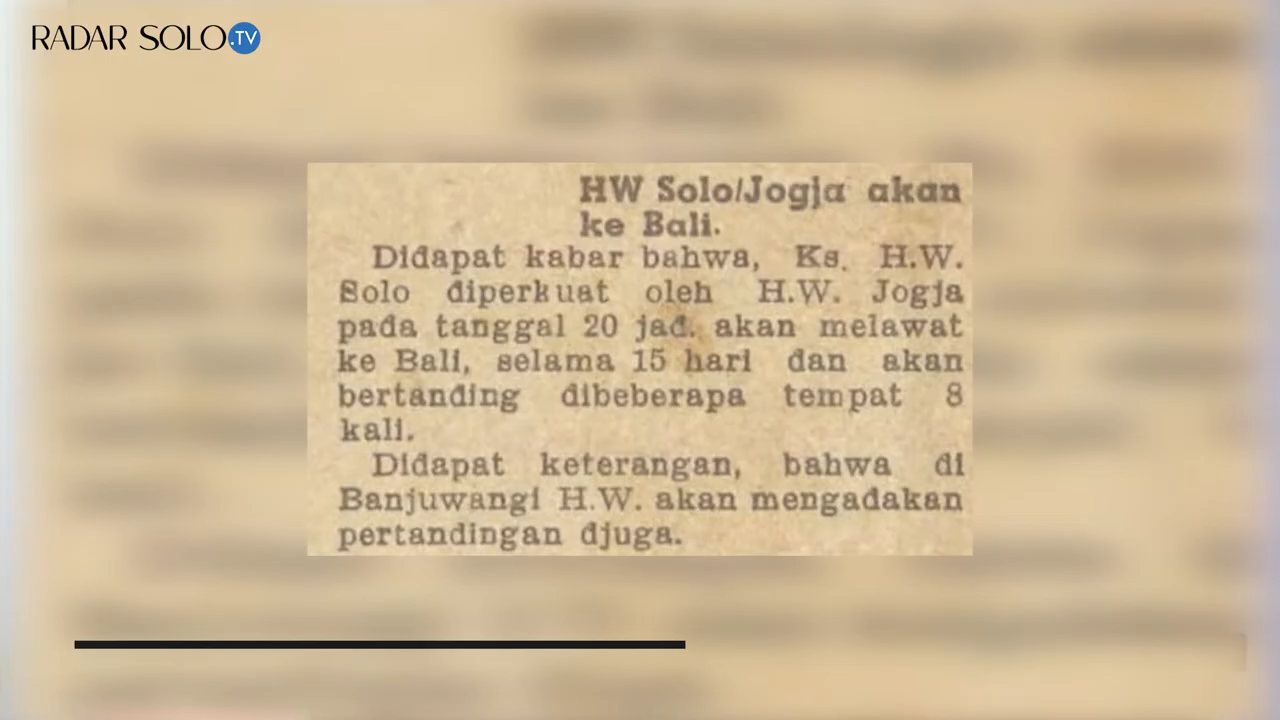 RADAR SOLO.TV
HW Solo/Jogja akan
ke Bali.
Didapat kabar bahwa, Ks. H.W.
Solo diperkuat oleh H.W. Jogja
pada tanggal 20 jad. akan melawat
ke Bali, selama 15 hari dan akan
bertanding dibeberapa tempat 8
kali.
Didapat keterangan, bahwa di
Banjuwangi H.W. akan mengadakan
pertandingan djuga.